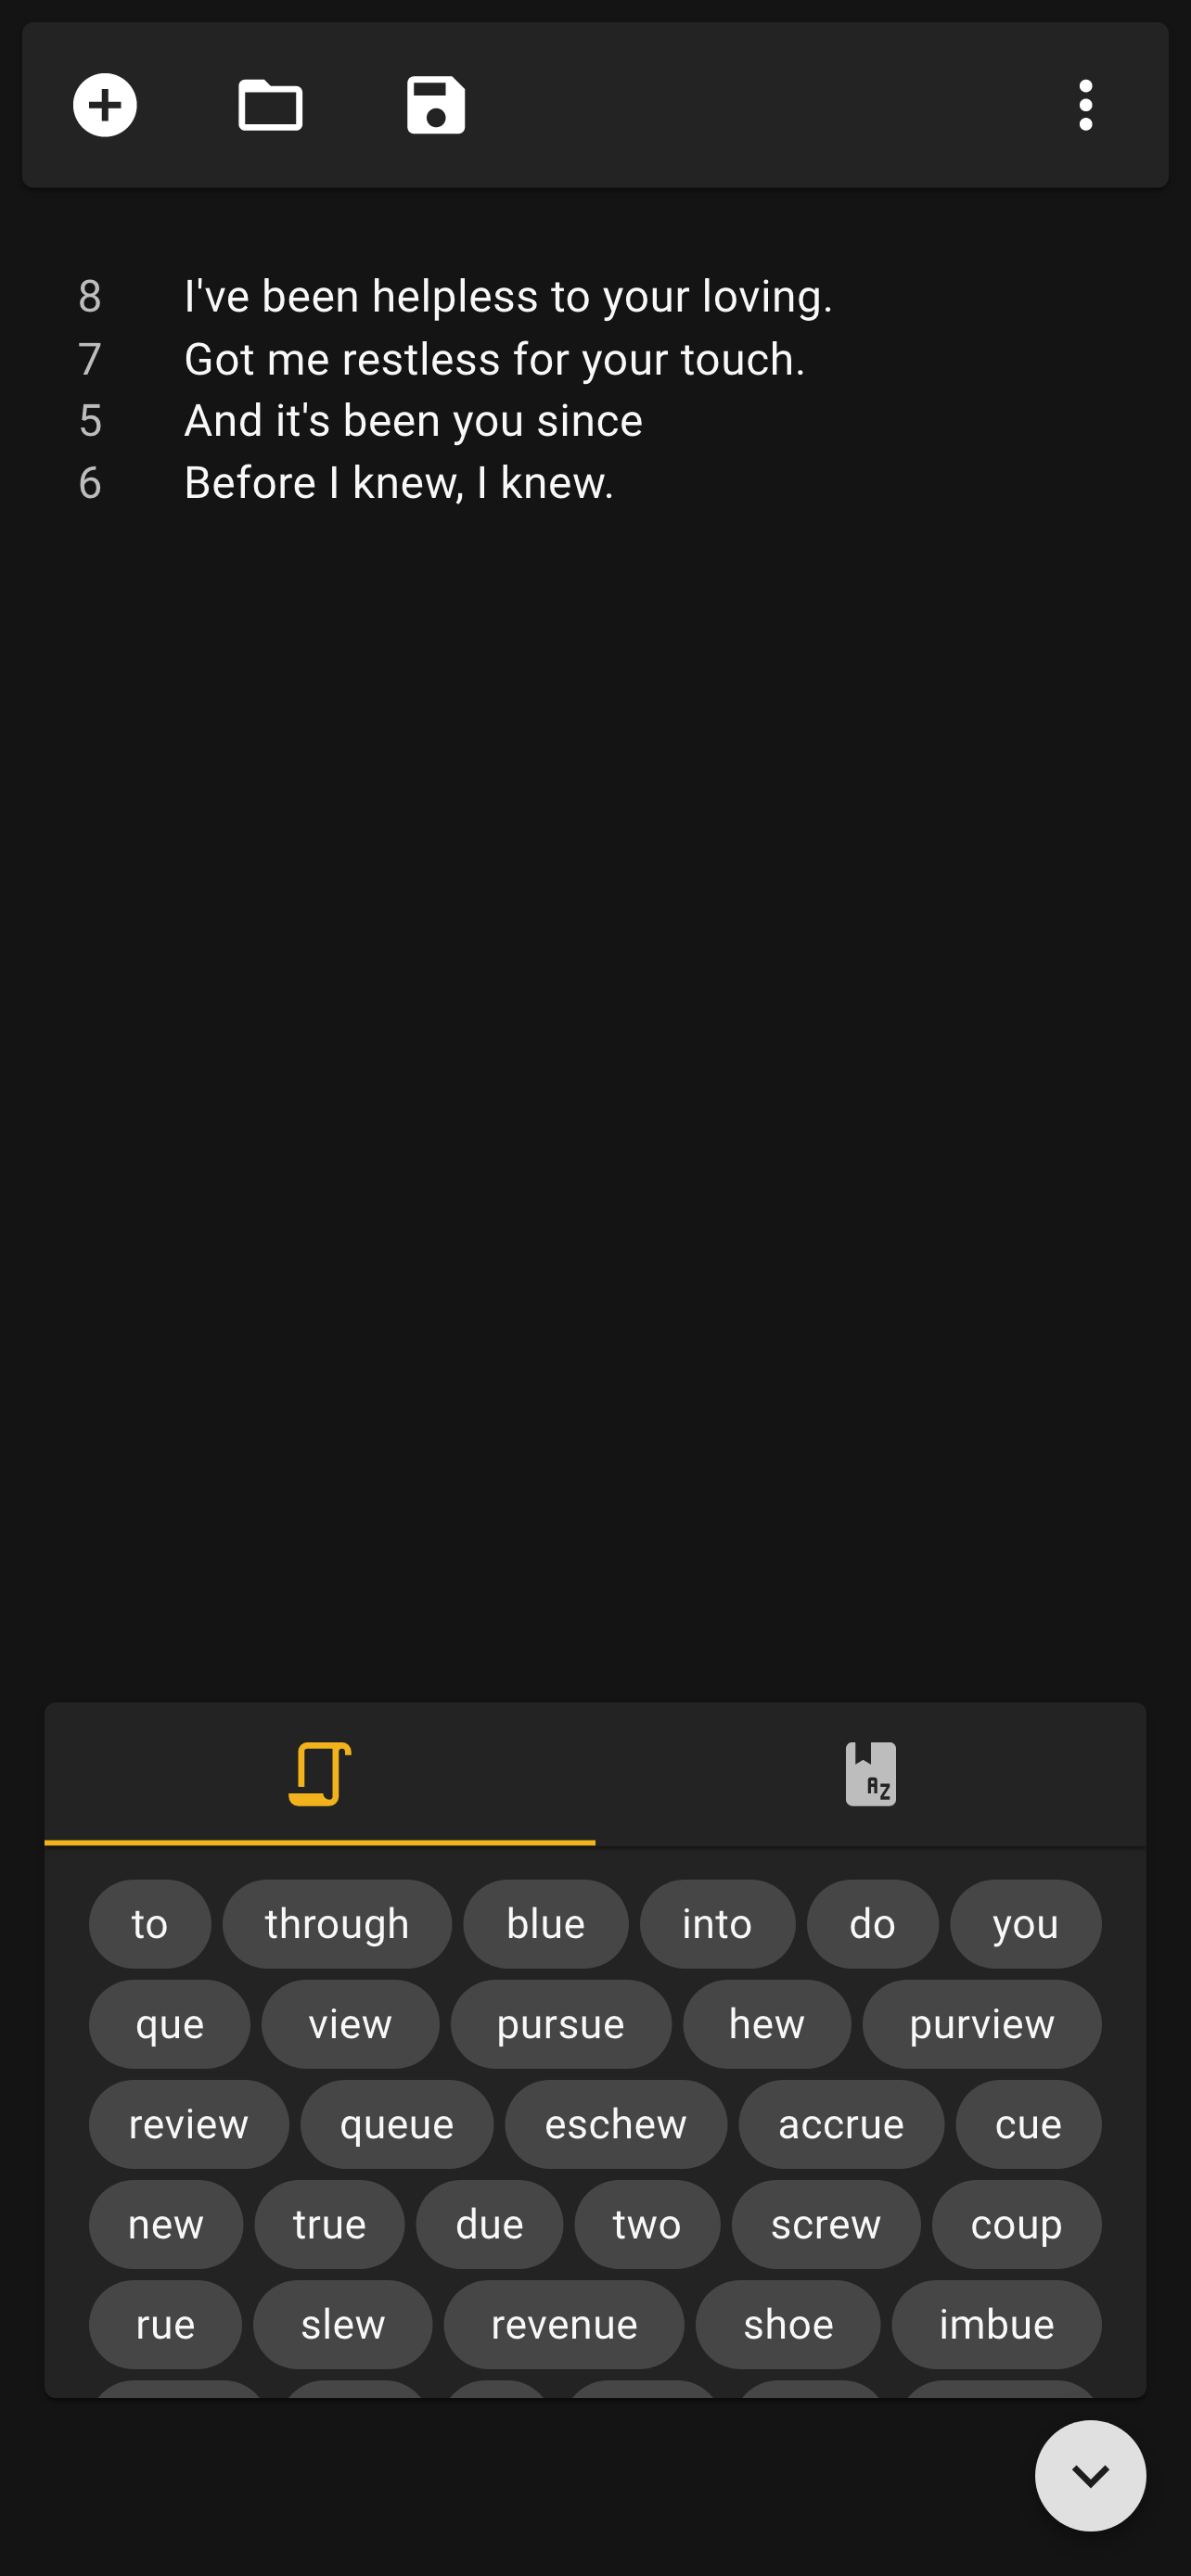 8 I've been helpless to your loving.
7 Got me restless for your touch.
5 And it's been you since
6 Before I knew, I knew.
AZ
to through blue into do you
que view pursue hew purview
review queue eschew accrue cue
new true due two screw coup
rue slew revenue shoe imbue